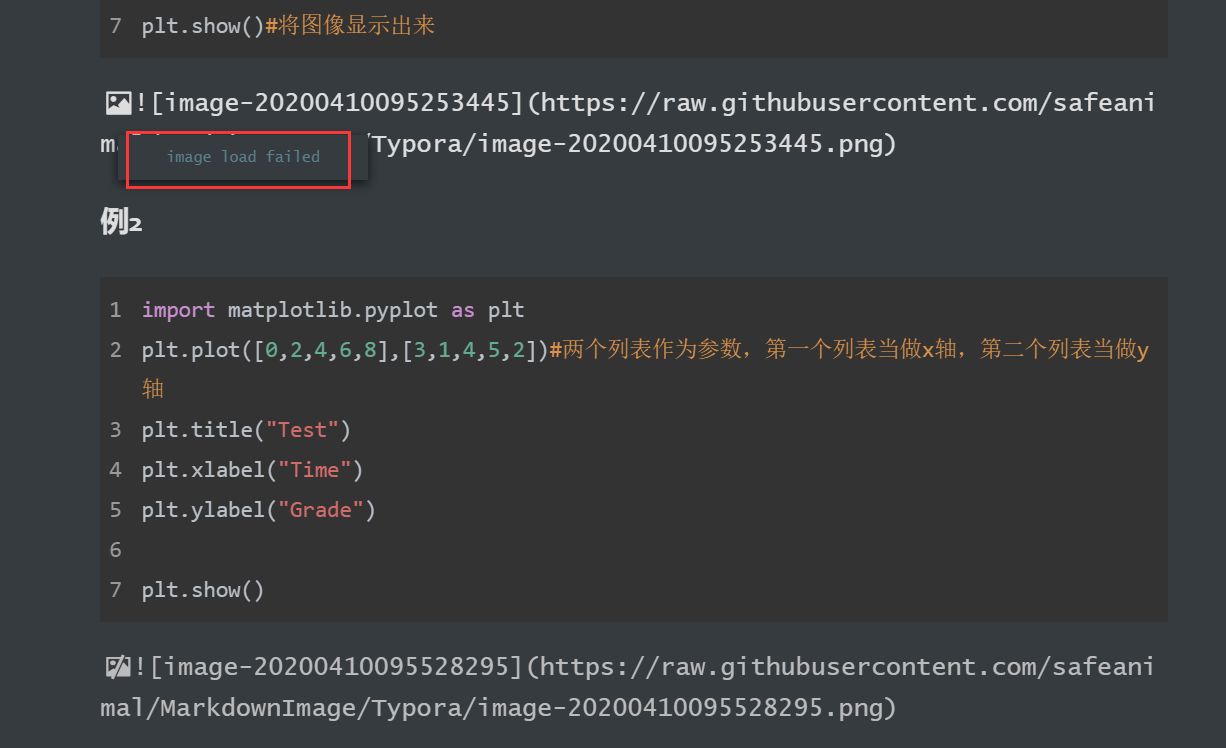 7 plt.show()#将图像显示出来
![image-20200410095253445](https://raw.githubusercontent.com/safeani
m /Typora/image-20200410095253445.png)
image load failed
例2
1 import matplotlib.pyplot as plt
2 plt.plot([0,2,4,6,8],[3,1,4,5,2])#两个列表作为参数，第一个列表当做x轴，第二个列表当做y
轴
3 plt.title("Test")
4 plt.xlabel("Time")
5 plt.ylabel("Grade")
6
7 plt.show()
![image-20200410095528295](https://raw.githubusercontent.com/safeani
mal/MarkdownImage/Typora/image-20200410095528295.png)